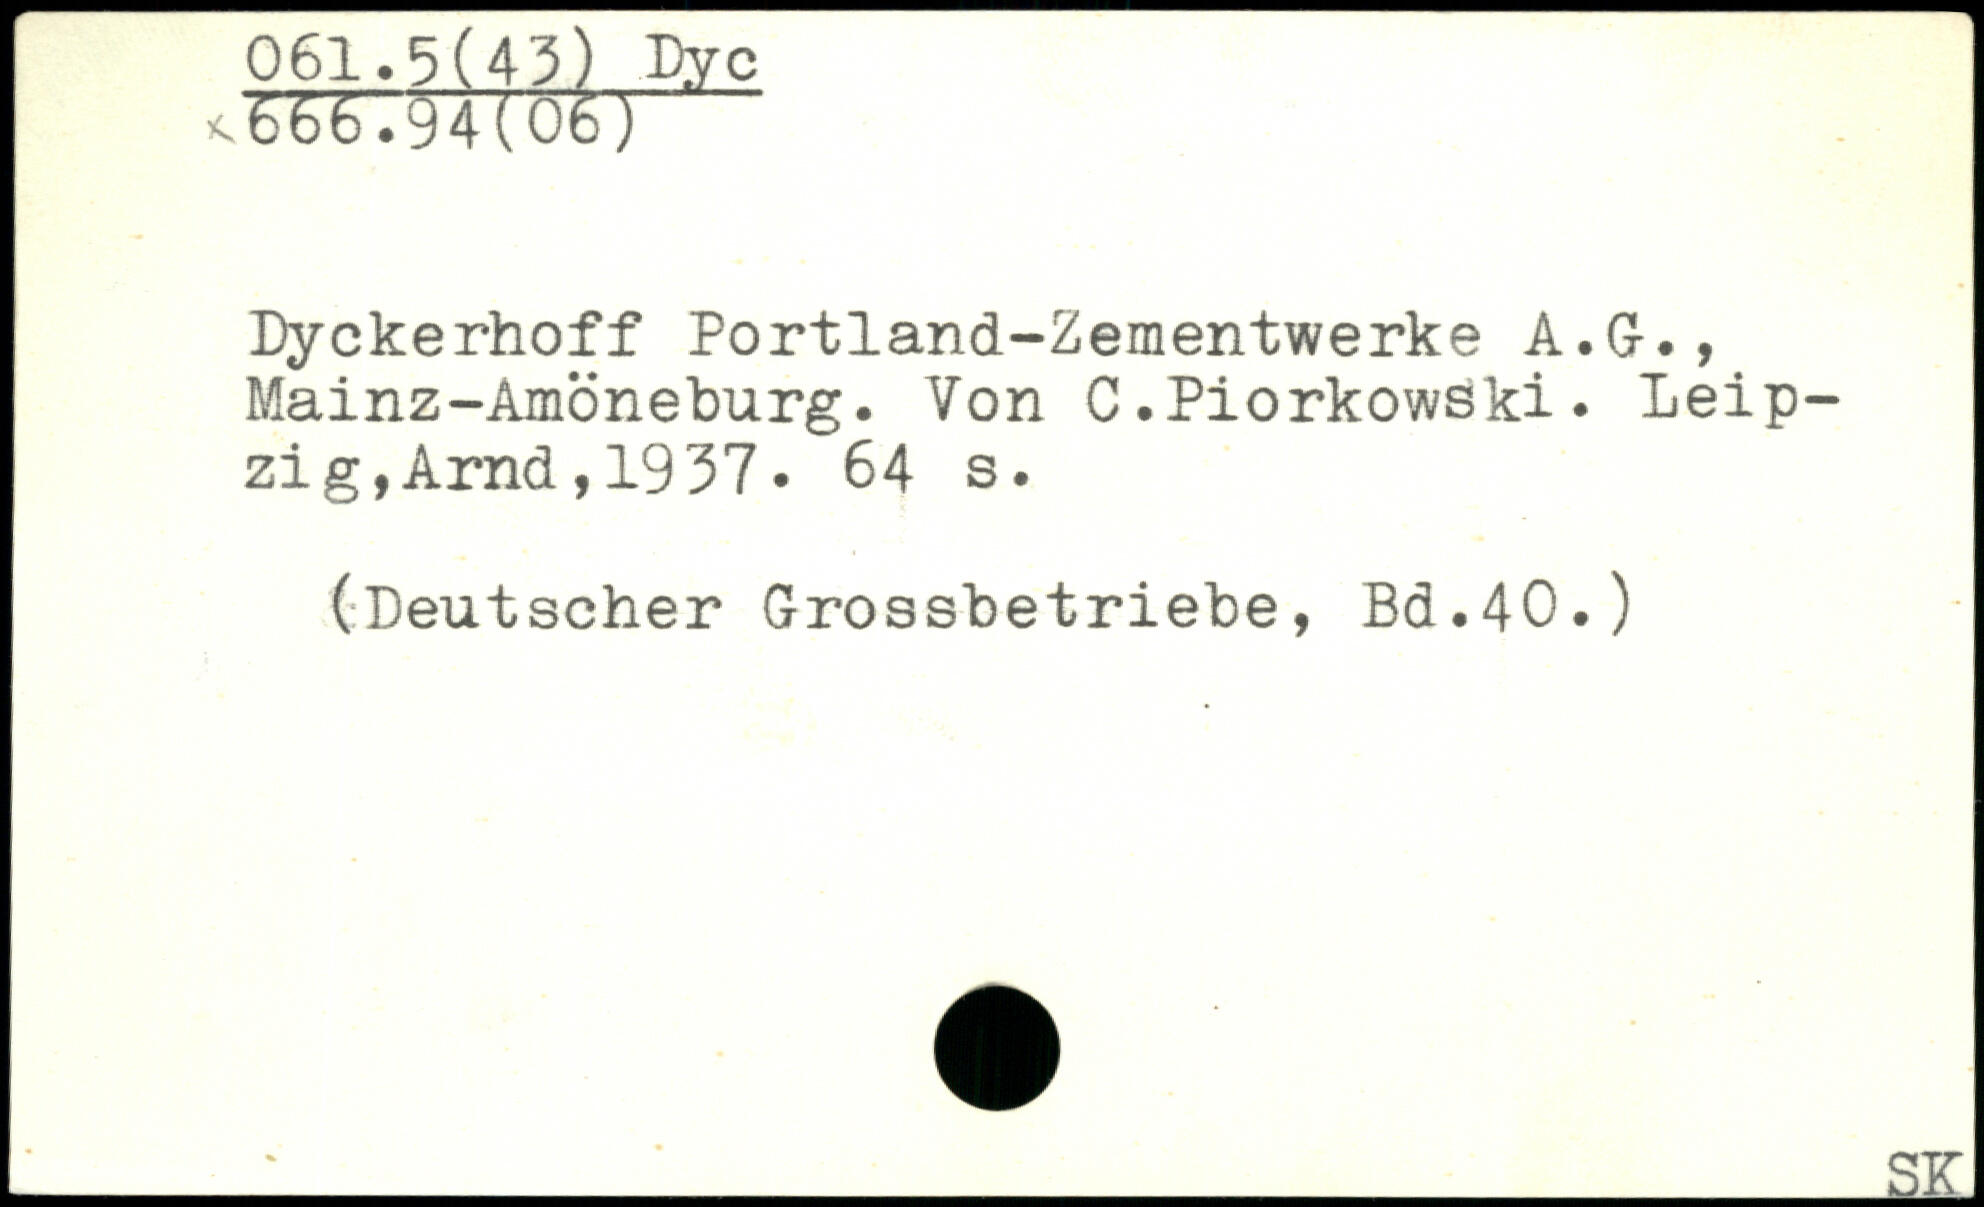 061.5(43) Dyc
x 666.94(06)
Dyckerhoff Portland-Zementwerke A.G.,
Mainz-Amöneburg. Von C.Piorkowski. Leip-
zig,Arnd,1937. 64 s.
(Deutscher Grossbetriebe, Bd.40.)
SK